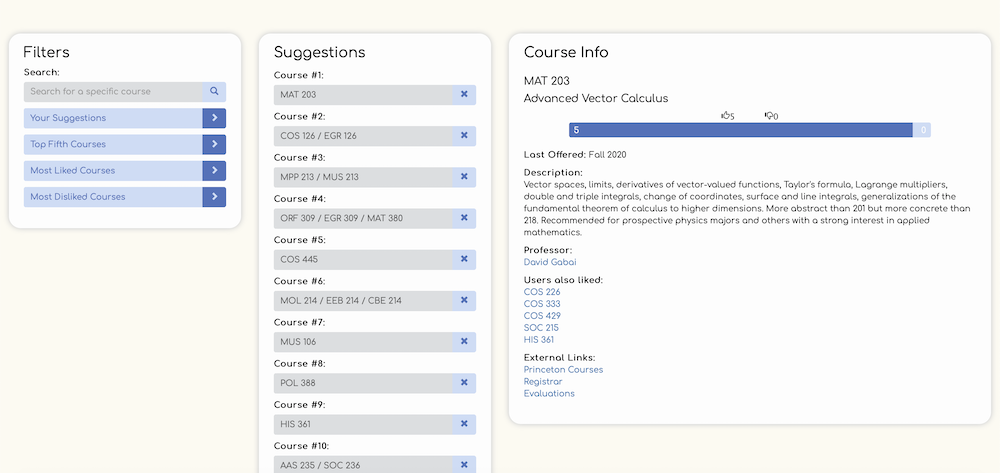 Filters
Search:
Search for a specific course
Your Suggestions
Top Fifth Courses
Most Liked Courses
Most Disliked Courses
Suggestions
Course #1:
MAT 203
Course #2:
COS 126 / EGR 126
Course #3:
MPP 213 / MUS 213
Course #4:
ORF 309 / EGR 309 / MAT 380
Course #5:
COS 445
Course #6:
MOL 214 / EEB 214 / CBE 214
Course #7:
MUS 106
Course #8:
POL 388
Course #9:
HIS 361
Course #10:
AAS 235 / SOC 236
Course Info
MAT 203
Advanced Vector Calculus
5 0
5 0
Last Offered: Fall 2020
Description:
Vector spaces, limits, derivatives of vector-valued functions, Taylor's formula, Lagrange multipliers,
double and triple integrals, change of coordinates, surface and line integrals, generalizations of the
fundamental theorem of calculus to higher dimensions. More abstract than 201 but more concrete than
218. Recommended for prospective physics majors and others with a strong interest in applied
mathematics.
Professor:
David Gabai
Users also liked:
COS 226
COS 333
COS 429
SOC 215
HIS 361
External Links:
Princeton Courses
Registrar
Evaluations